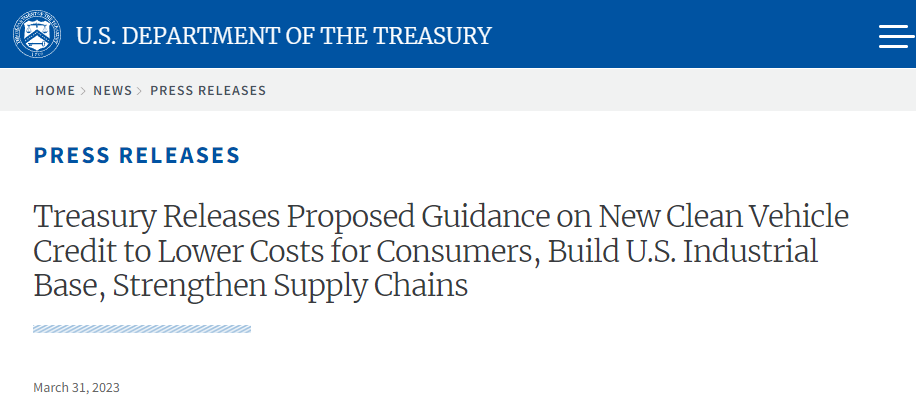 U.S. DEPARTMENT OF THE TREASURY
HOME > NEWS > PRESS RELEASES
PRESS RELEASES
Treasury Releases Proposed Guidance on New Clean Vehicle
Credit to Lower Costs for Consumers, Build U.S. Industrial
Base, Strengthen Supply Chains
March 31, 2023